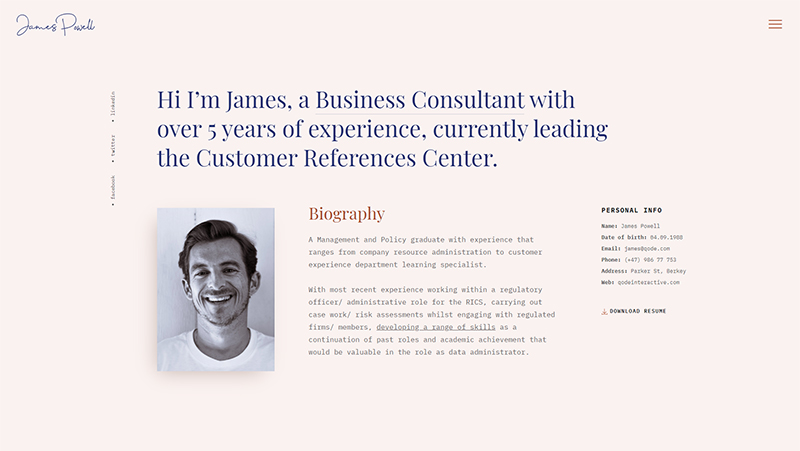 James Powell
Hi I'm James, a Business Consultant with
over 5 years of experience, currently leading
the Customer References Center.
• linkedin
• twitter
• facebook
Biography
A Management and Policy graduate with experience that
ranges from company resource administration to customer
experience department learning specialist.
With most recent experience working within a regulatory
officer/ administrative role for the RICS, carrying out
case work/ risk assessments whilst engaging with regulated
firms/ members, developing a range of skills as a
continuation of past roles and academic achievement that
would be valuable in the role as data administrator.
PERSONAL INFO
Name: James Powell
Date of birth: 04.09.1988
Email: james@qode.com
Phone: (+47) 986 77 753
Address: Parker St, Berkey
Web: qodeinteractive.com
DOWNLOAD RESUME